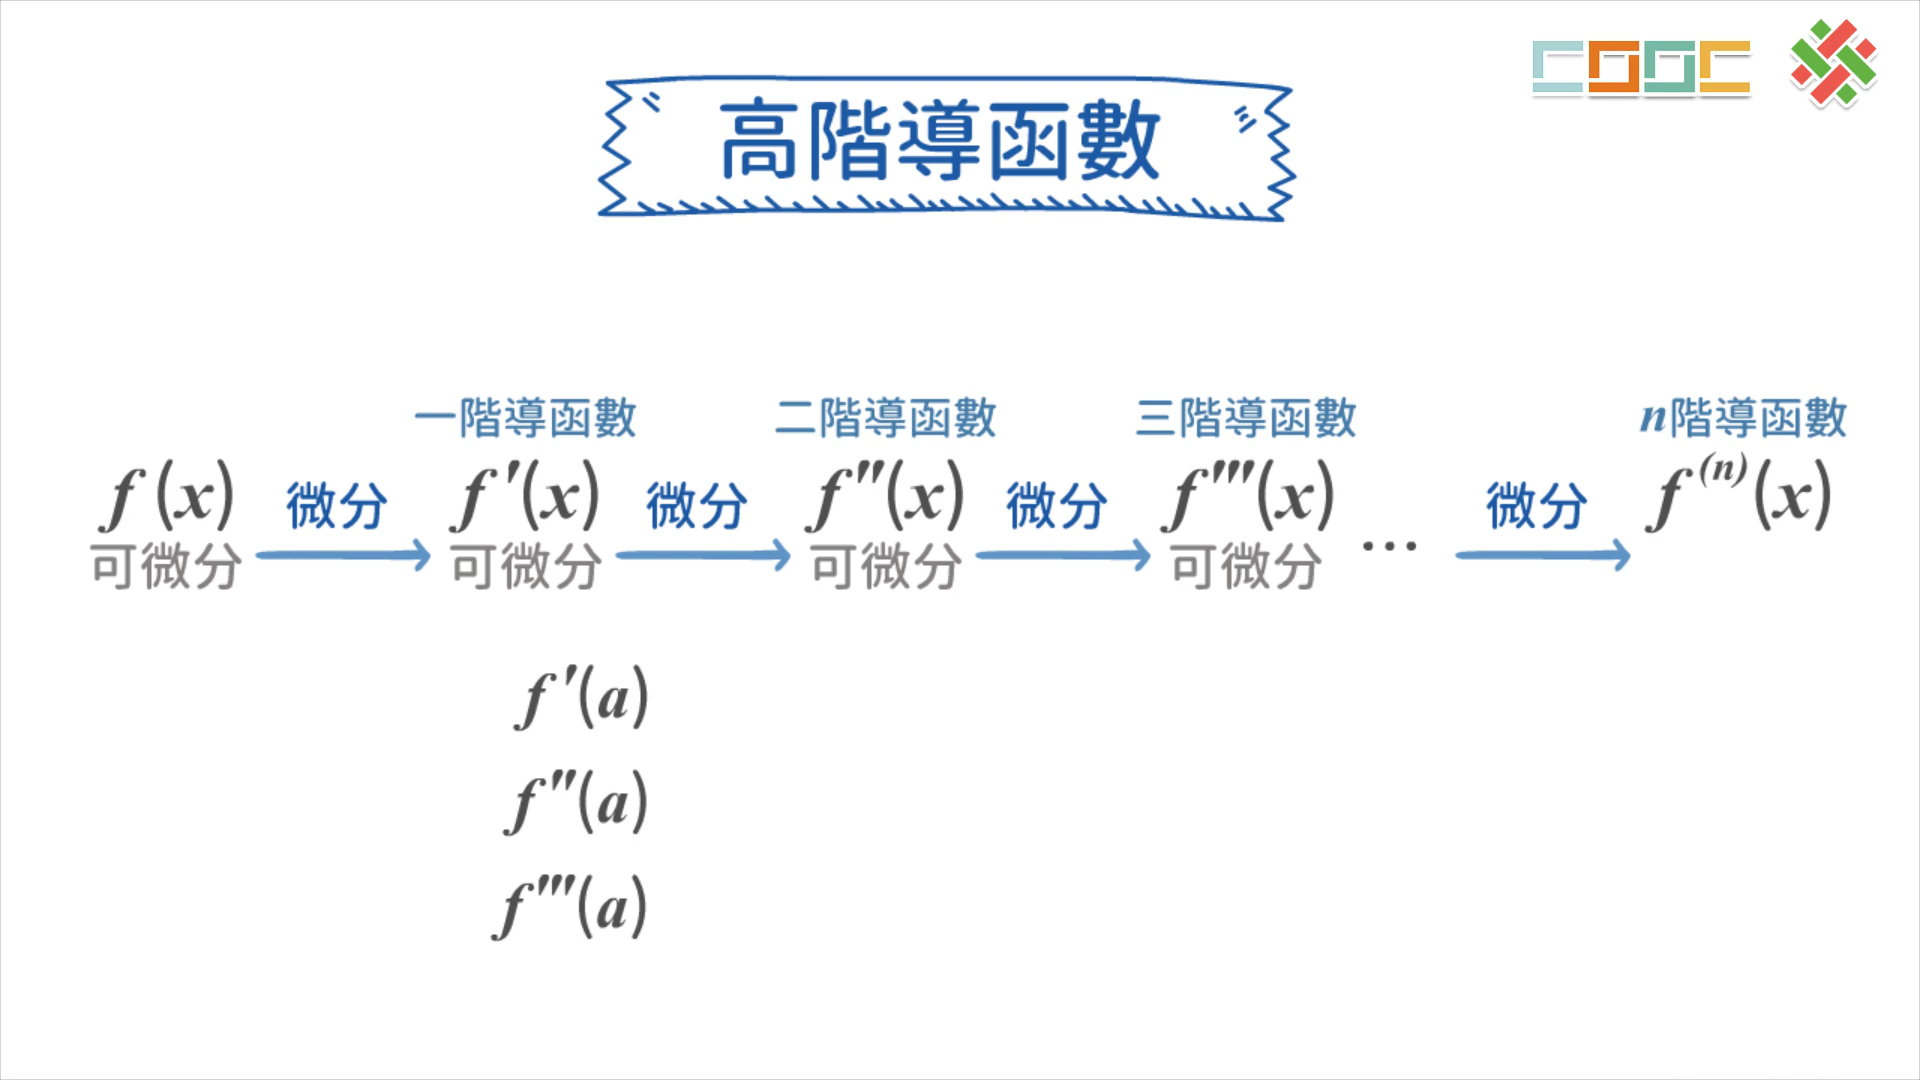 COOC
高階導函數
一階導函數 二階導函數 三階導函數 n階導函數
f(x) 微分 f′(x) 微分 f″(x) 微分 f‴(x) ⋯ 微分 f⁽ⁿ⁾(x)
可微分 可微分 可微分 可微分
f′(a)
f″(a)
f‴(a)